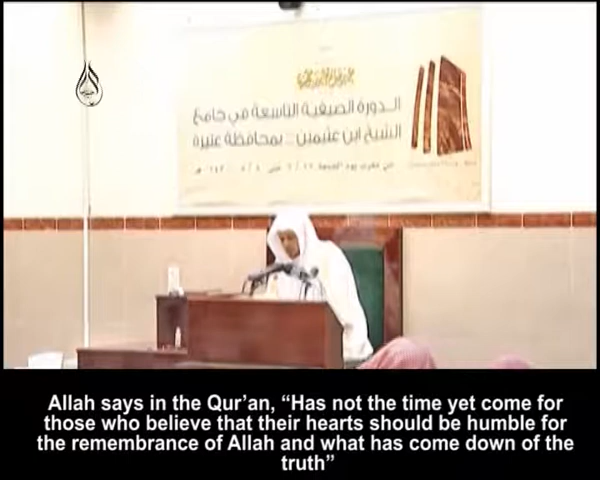 الدورة الصيفية التاسعة في جامع
الشيخ ابن عثيمين بمحافظة عنيزة
Allah says in the Qur’an, “Has not the time yet come for
those who believe that their hearts should be humble for
the remembrance of Allah and what has come down of the
truth”